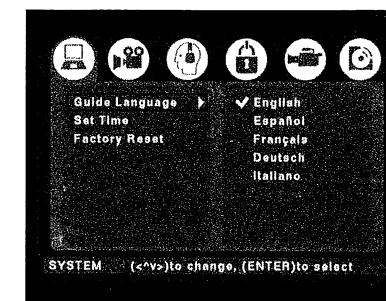 Guide Language
Set Time
Factory Reset
English
Español
Français
Deutsch
Italiano
SYSTEM (<^v>)to change, (ENTER)to select